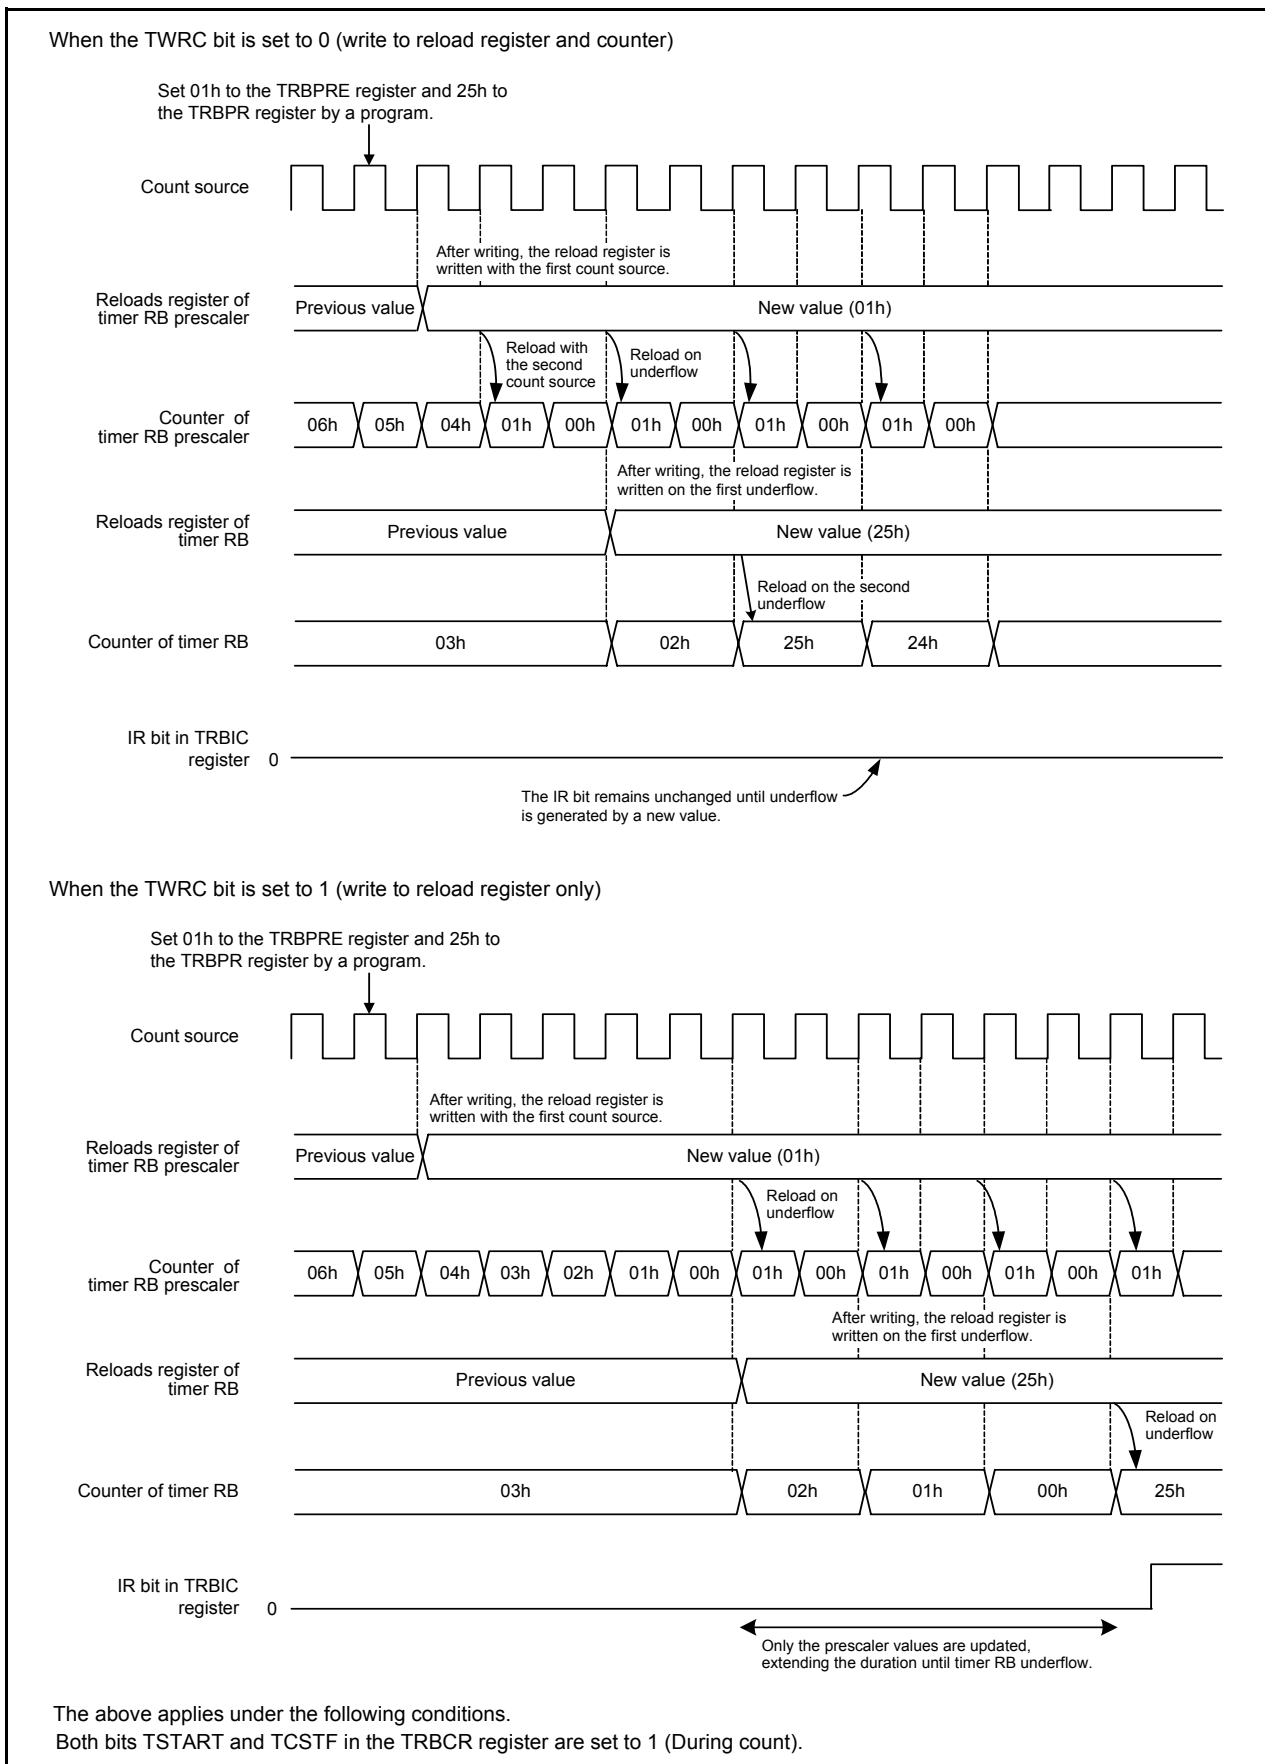 When the TWRC bit is set to 0 (write to reload register and counter)
Set 01h to the TRBPRE register and 25h to
the TRBPR register by a program.
Count source
After writing, the reload register is
written with the first count source.
Reloads register of
timer RB prescaler
Previous value
New value (01h)
Reload with
the second
count source
Reload on
underflow
Counter of
timer RB prescaler
06h 05h 04h 01h 00h 01h 00h 01h 00h 01h 00h
After writing, the reload register is
written on the first underflow.
Reloads register of
timer RB
Previous value
New value (25h)
Reload on the second
underflow
Counter of timer RB
03h 02h 25h 24h
IR bit in TRBIC
register 0
The IR bit remains unchanged until underflow
is generated by a new value.
When the TWRC bit is set to 1 (write to reload register only)
Set 01h to the TRBPRE register and 25h to
the TRBPR register by a program.
Count source
After writing, the reload register is
written with the first count source.
Reloads register of
timer RB prescaler
Previous value
New value (01h)
Reload on
underflow
Counter of
timer RB prescaler
06h 05h 04h 03h 02h 01h 00h 01h 00h 01h 00h 01h 00h 01h
After writing, the reload register is
written on the first underflow.
Reloads register of
timer RB
Previous value
New value (25h)
Reload on
underflow
Counter of timer RB
03h 02h 01h 00h 25h
IR bit in TRBIC
register 0
Only the prescaler values are updated,
extending the duration until timer RB underflow.
The above applies under the following conditions.
Both bits TSTART and TCSTF in the TRBCR register are set to 1 (During count).